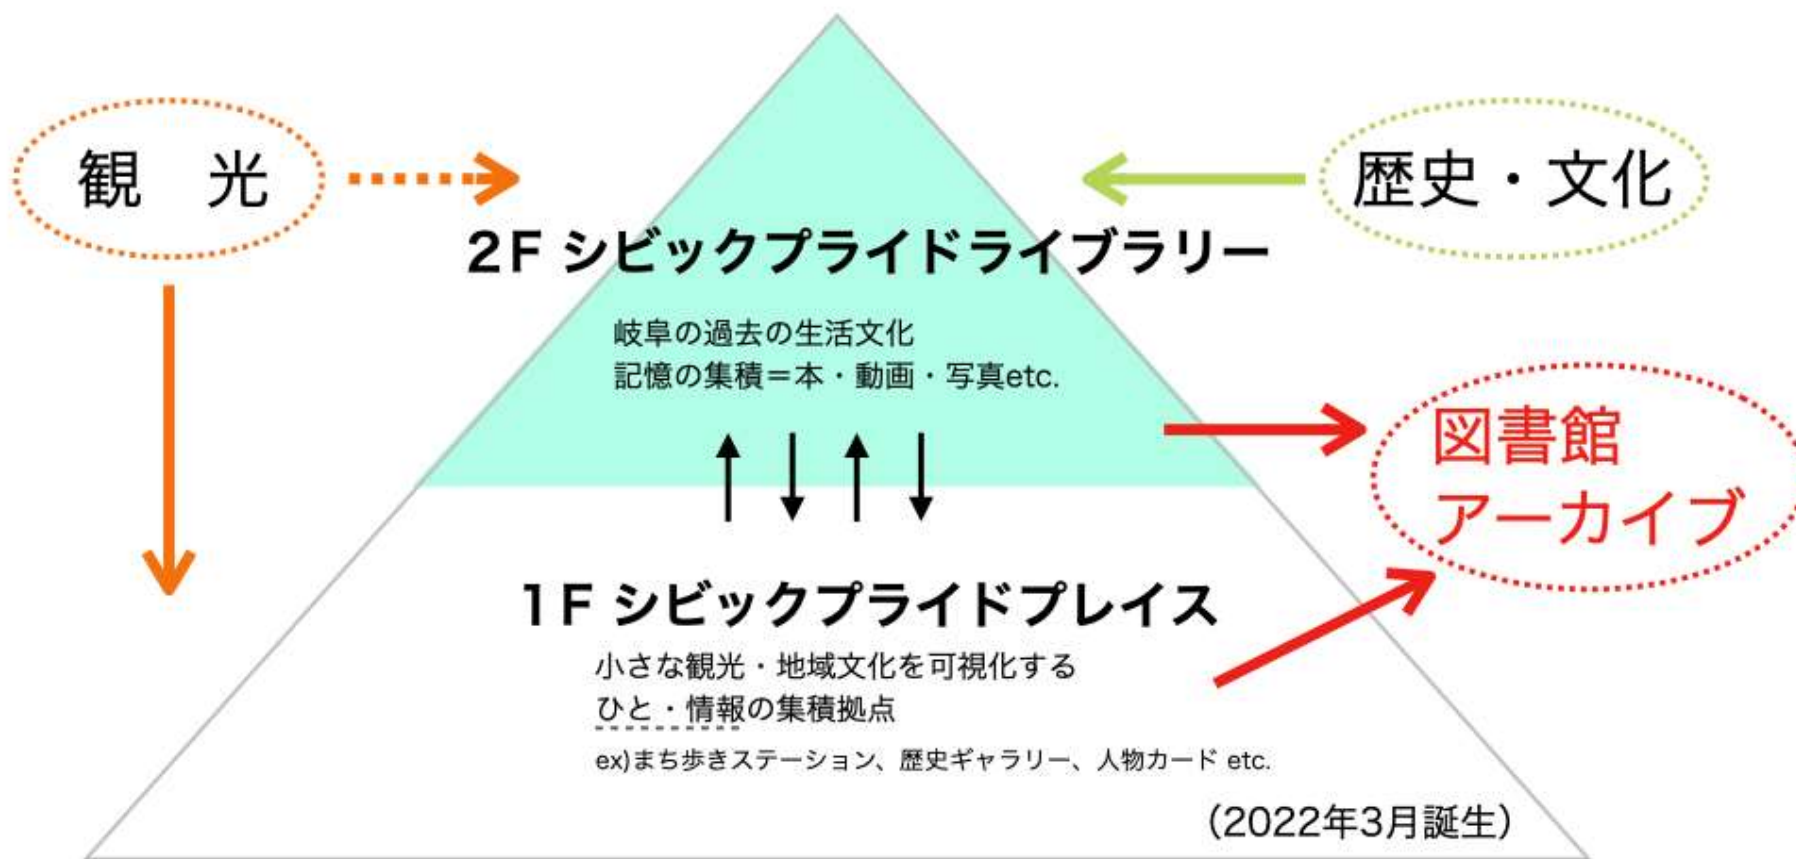 観　光
歴史・文化
2F シビックプライドライブラリー
岐阜の過去の生活文化
記憶の集積＝本・動画・写真etc.
図書館
アーカイブ
1F シビックプライドプレイス
小さな観光・地域文化を可視化する
ひと・情報の集積拠点
ex)まち歩きステーション、歴史ギャラリー、人物カード etc.
（2022年3月誕生）